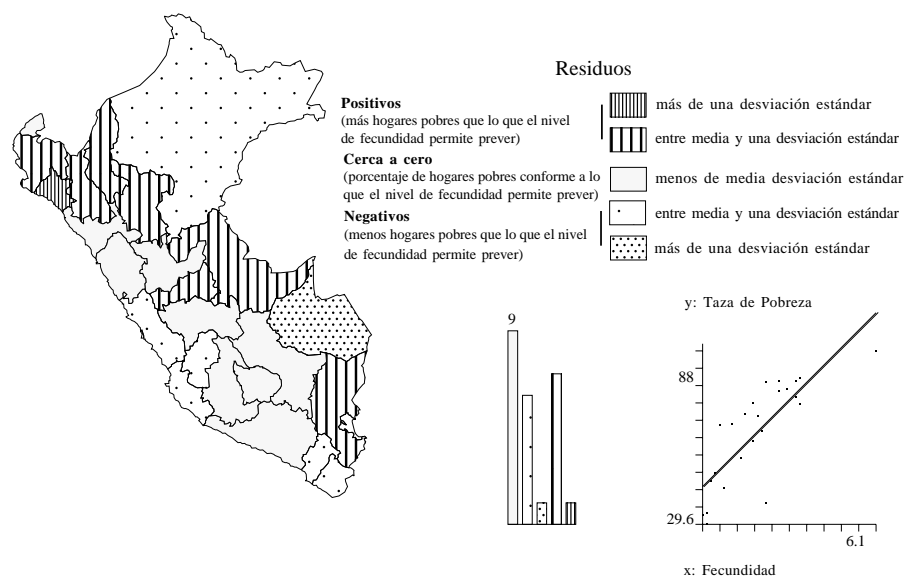 Residuos
Positivos
(más hogares pobres que lo que el nivel
de fecundidad permite prever)
Cerca a cero
(porcentaje de hogares pobres conforme a lo
que el nivel de fecundidad permite prever)
Negativos
(menos hogares pobres que lo que el nivel
de fecundidad permite prever)
más de una desviación estándar
entre media y una desviación estándar
menos de media desviación estándar
entre media y una desviación estándar
más de una desviación estándar
9
y: Taza de Pobreza
88
29.6
6.1
x: Fecundidad